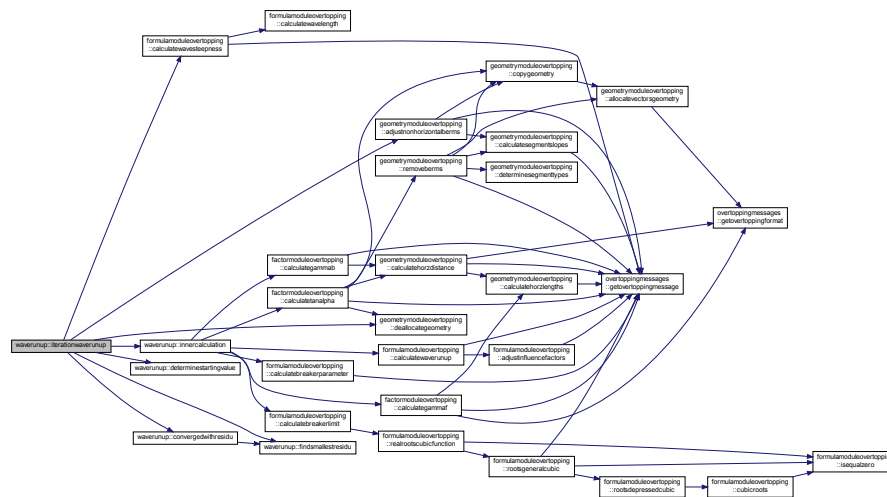 formulamoduleovertopping
::calculatewavelength
formulamoduleovertopping
::calculatewavesteepness
geometrymoduleovertopping
::copygeometry
geometrymoduleovertopping
::allocatevectorsgeometry
geometrymoduleovertopping
::adjustnonhorizontalberms
geometrymoduleovertopping
::calculatesegmentslopes
geometrymoduleovertopping
::removeberms
geometrymoduleovertopping
::determinesegmenttypes
overtoppingmessages
::getovertoppingformat
factormoduleovertopping
::calculategammab
geometrymoduleovertopping
::calculatehorzdistance
geometrymoduleovertopping
::calculatehorzlengths
overtoppingmessages
::getovertoppingmessage
factormoduleovertopping
::calculatetanalpha
geometrymoduleovertopping
::deallocategeometry
waverunup::iterationwaverunup
waverunup::innercalculation
formulamoduleovertopping
::calculatewaverunup
formulamoduleovertopping
::adjustinfluencefactors
waverunup::determinestartingvalue
formulamoduleovertopping
::calculatebreakerparameter
factormoduleovertopping
::calculategammaf
formulamoduleovertopping
::calculatebreakerlimit
waverunup::convergedwithresidu
waverunup::findsmallestresidu
formulamoduleovertopping
::realrootscubicfunction
formulamoduleovertopping
::rootsgeneralcubic
formulamoduleovertopping
::isequalzero
formulamoduleovertopping
::rootsdepressedcubic
formulamoduleovertopping
::cubicroots